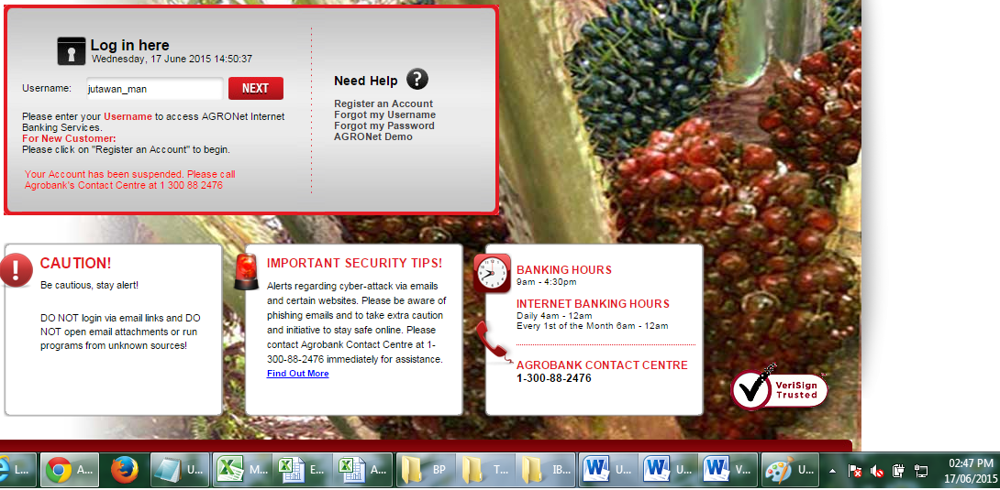 Log in here
Wednesday, 17 June 2015 14:50:37
Username: jutawan_man NEXT
Please enter your Username to access AGRONet Internet
Banking Services.
For New Customer:
Please click on "Register an Account" to begin.
Your Account has been suspended. Please call
Agrobank's Contact Centre at 1 300 88 2476
Need Help ?
Register an Account
Forgot my Username
Forgot my Password
AGRONet Demo
CAUTION!
Be cautious, stay alert!
DO NOT login via email links and DO
NOT open email attachments or run
programs from unknown sources!
IMPORTANT SECURITY TIPS!
Alerts regarding cyber-attack via emails
and certain websites. Please be aware of
phishing emails and to take extra caution
and initiative to stay safe online. Please
contact Agrobank Contact Centre at 1-
300-88-2476 immediately for assistance.
Find Out More
BANKING HOURS
9am - 4:30pm
INTERNET BANKING HOURS
Daily 4am - 12am
Every 1st of the Month 6am - 12am
AGROBANK CONTACT CENTRE
1-300-88-2476
VeriSign
Trusted
L... A... U... M... E... A... BP T... IB... U... U... V... U...
02:47 PM
17/06/2015